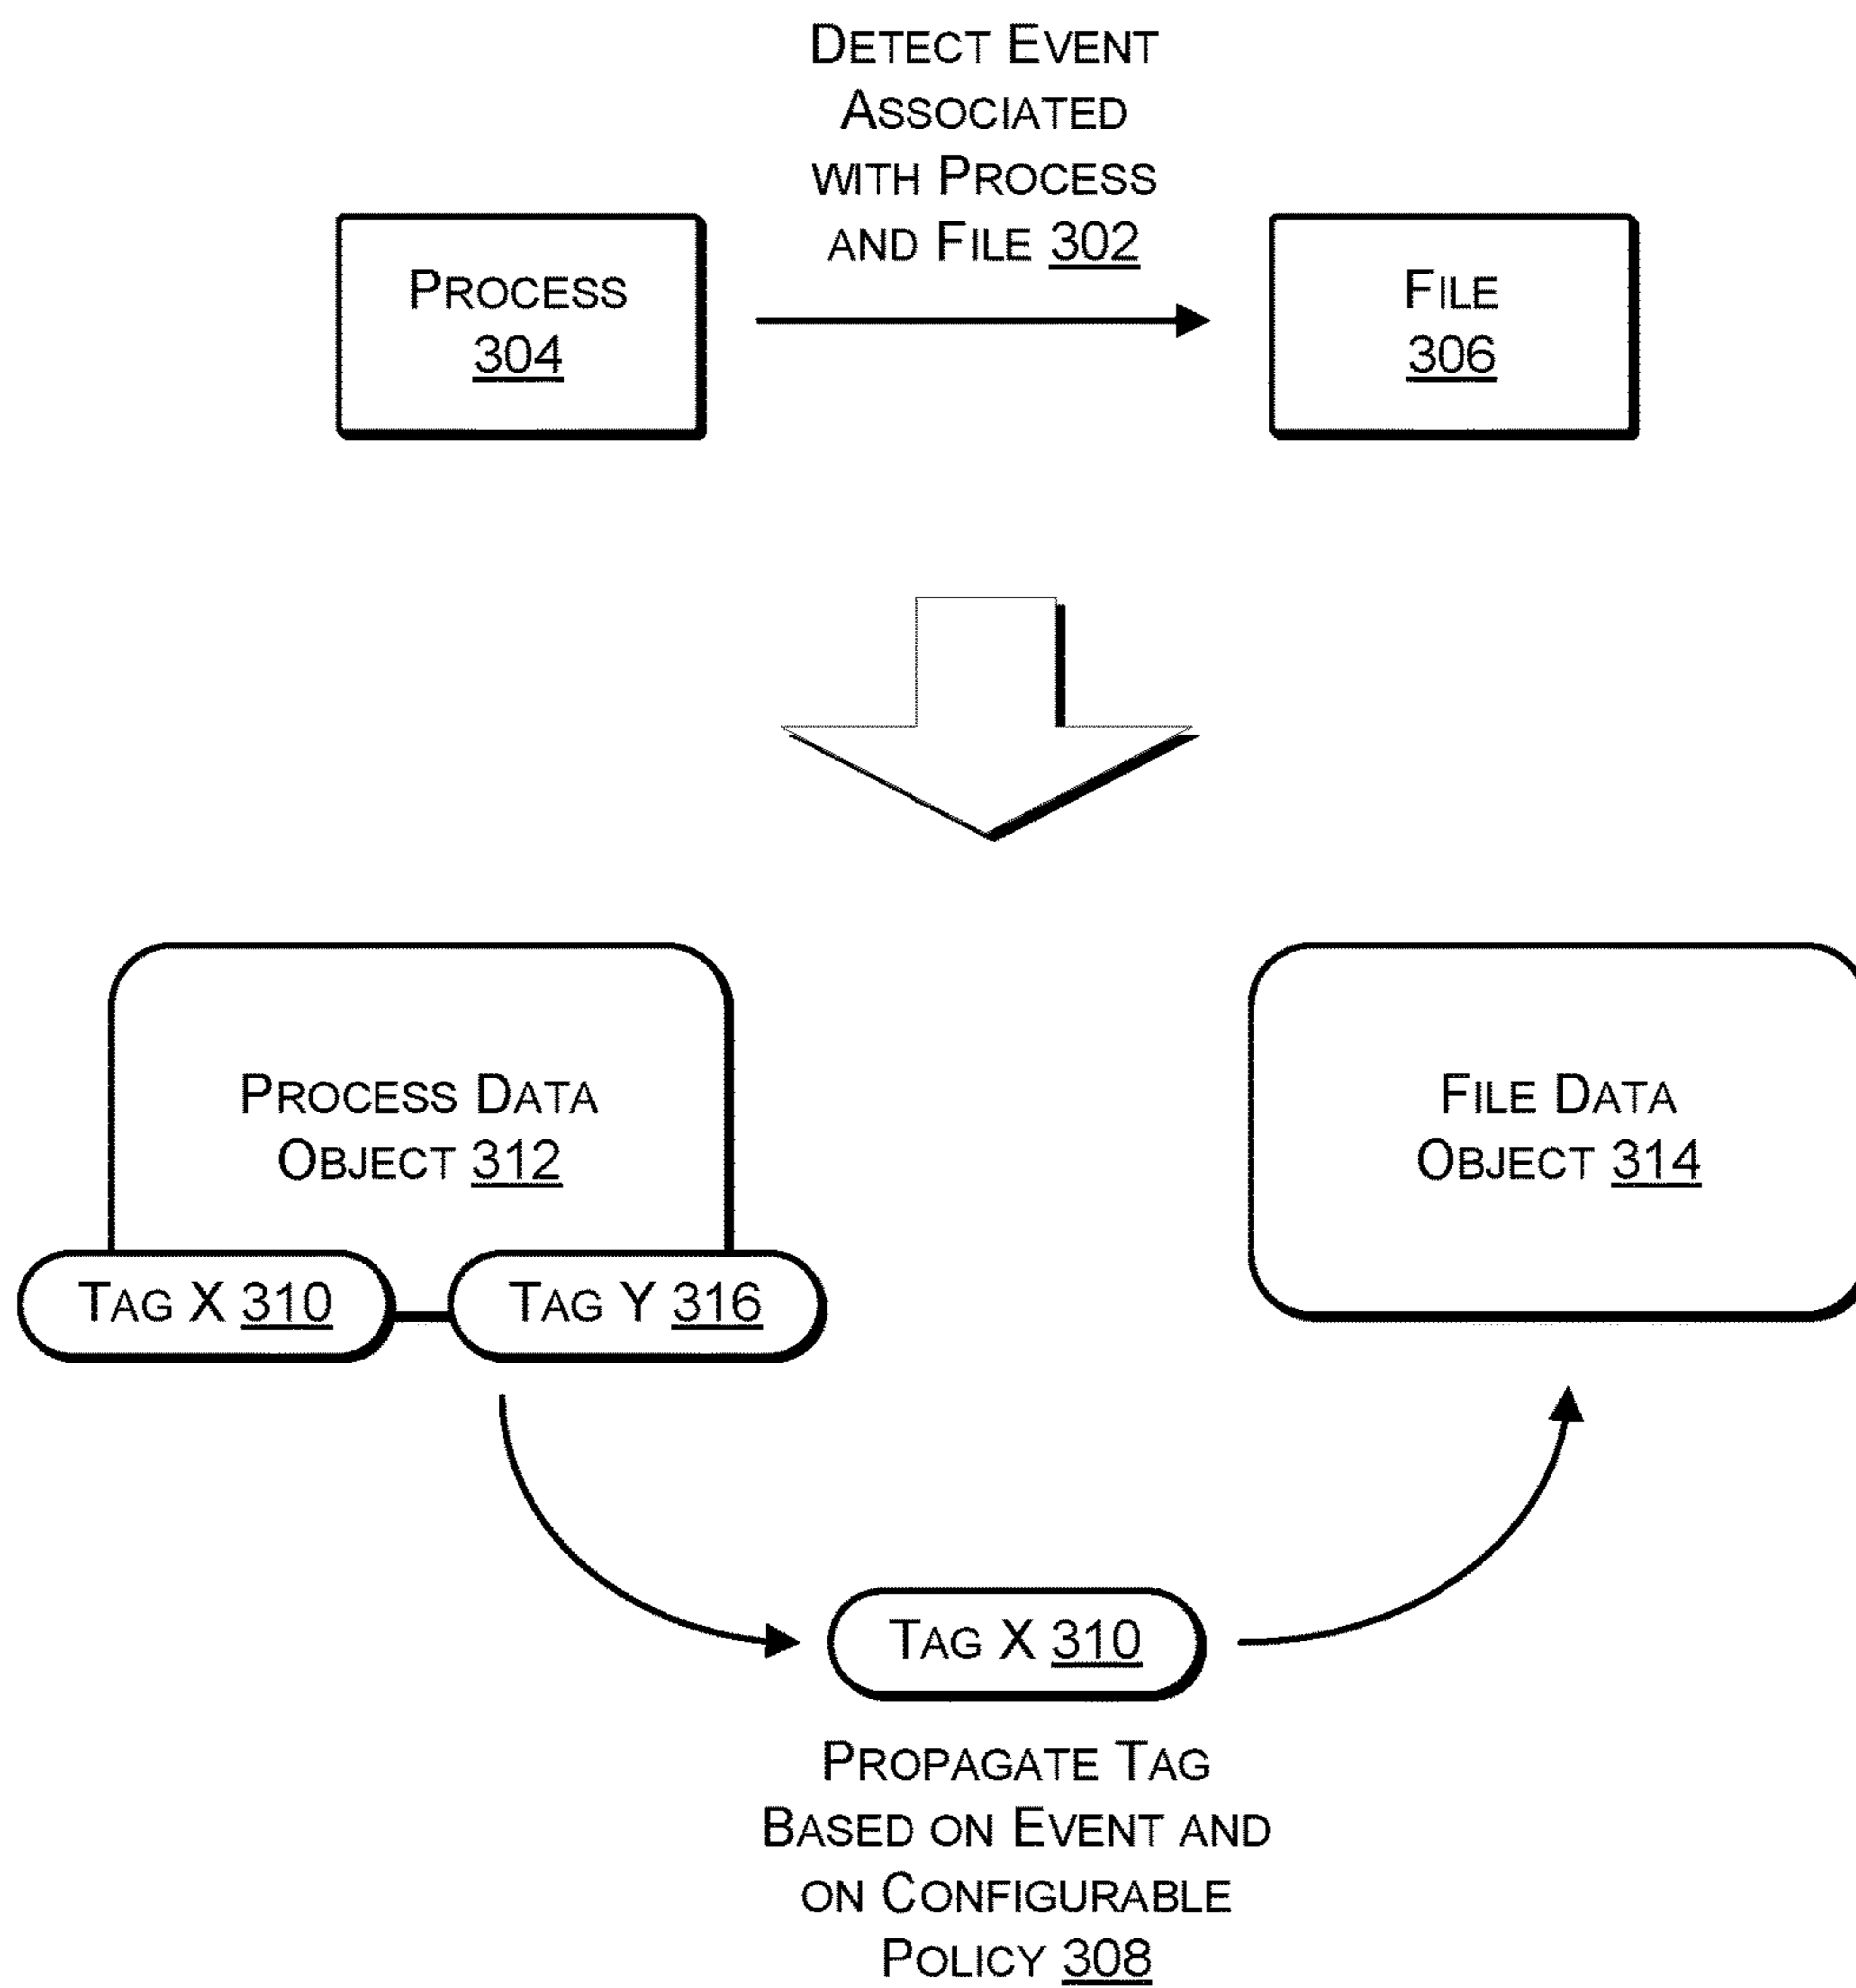 DETECT EVENT
ASSOCIATED
WITH PROCESS
AND FILE 302
PROCESS
304
FILE
306
PROCESS DATA
OBJECT 312
FILE DATA
OBJECT 314
TAG X 310
TAG Y 316
TAG X 310
PROPAGATE TAG
BASED ON EVENT AND
ON CONFIGURABLE
POLICY 308